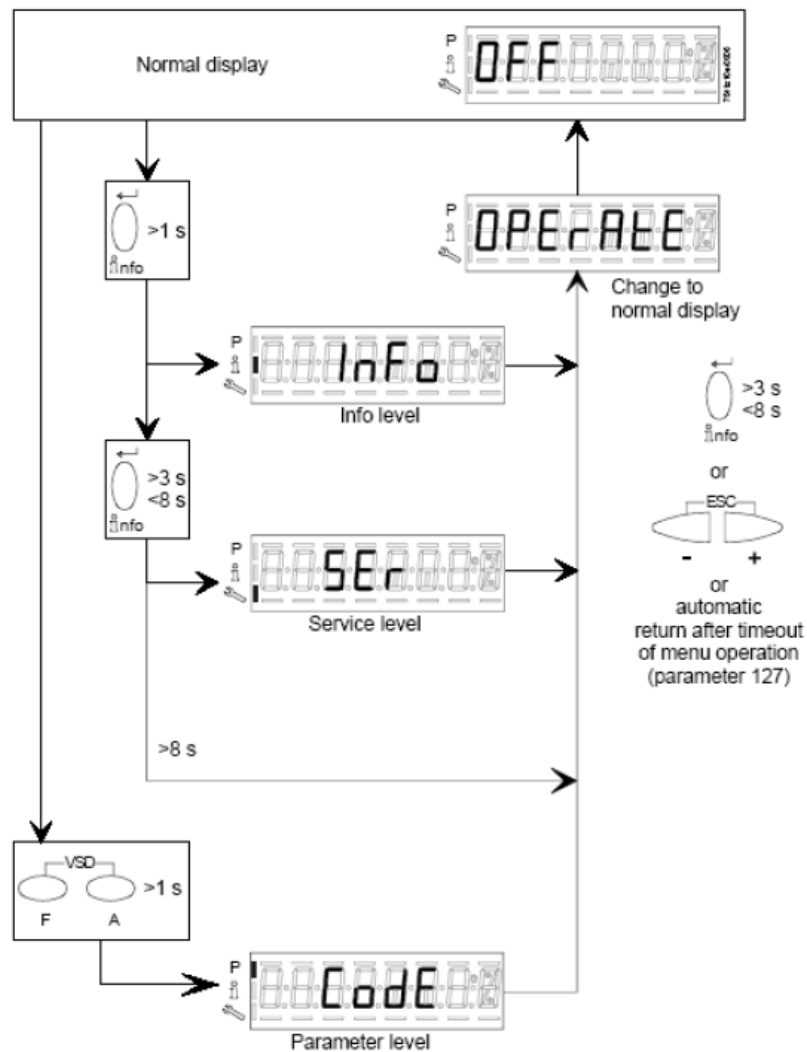 Normal display
P
i
OFF
7541z10e/0606
>1 s
info
P
i
OPErAtE
Change to
normal display
P
i
InFo
Info level
>3 s
<8 s
info
>3 s
<8 s
info
or
ESC
- +
or
automatic
return after timeout
of menu operation
(parameter 127)
P
i
SEr
Service level
>8 s
VSD
>1 s
F A
P
i
CodE
Parameter level